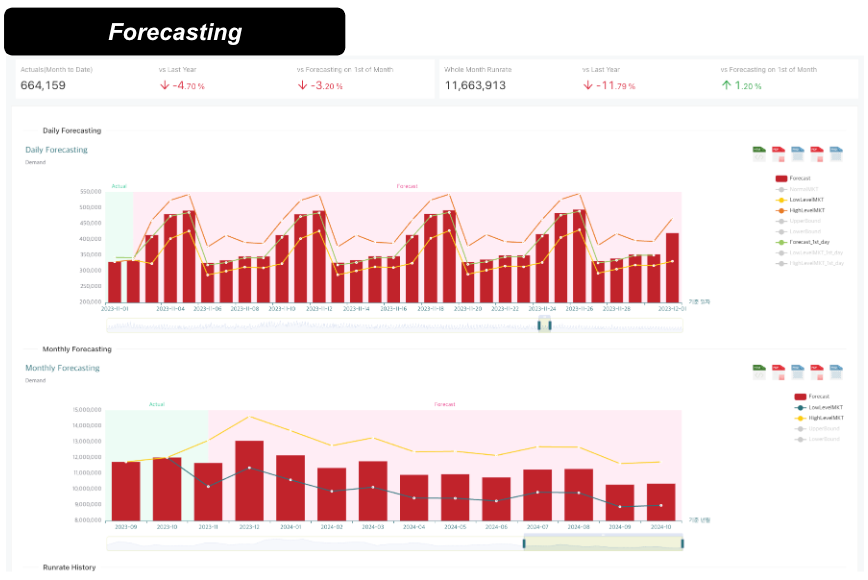 Forecasting
Actuals(Month to Date)
vs Last Year
vs Forecasting on 1st of Month
Whole Month Runrate
vs Last Year
vs Forecasting on 1st of Month
664,159
-4.70 %
-3.20 %
11,663,913
-11.79 %
1.20 %
Daily Forecasting
Daily Forecasting
Demand
Actual
Forecast
550,000
500,000
450,000
400,000
350,000
300,000
250,000
200,000
2023-11-01
2023-11-04
2023-11-06
2023-11-08
2023-11-10
2023-11-12
2023-11-14
2023-11-16
2023-11-18
2023-11-20
2023-11-22
2023-11-24
2023-11-26
2023-11-28
2023-12-01
Forecast
NormalMKT
LowLevelMKT
HighLevelMKT
UpperBound
LowerBound
Forecast_1st_day
LowLevelMKT_1st_day
HighLevelMKT_1st_day
Monthly Forecasting
Monthly Forecasting
Demand
Actual
Forecast
15,000,000
14,000,000
13,000,000
12,000,000
11,000,000
10,000,000
9,000,000
8,000,000
2023-09
2023-10
2023-11
2023-12
2024-01
2024-02
2024-03
2024-04
2024-05
2024-06
2024-07
2024-08
2024-09
2024-10
기준 년월
Forecast
LowLevelMKT
HighLevelMKT
UpperBound
LowerBound
Runrate History